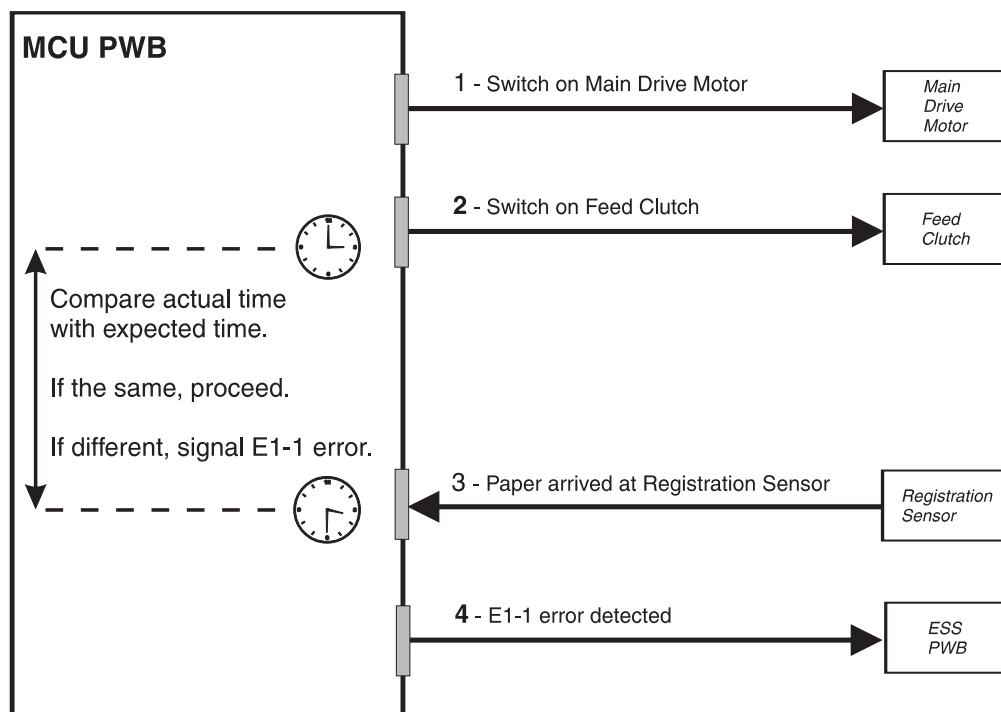 MCU PWB
1 - Switch on Main Drive Motor
Main
Drive
Motor
2 - Switch on Feed Clutch
Feed
Clutch
Compare actual time
with expected time.
If the same, proceed.
If different, signal E1-1 error.
3 - Paper arrived at Registration Sensor
Registration
Sensor
4 - E1-1 error detected
ESS
PWB